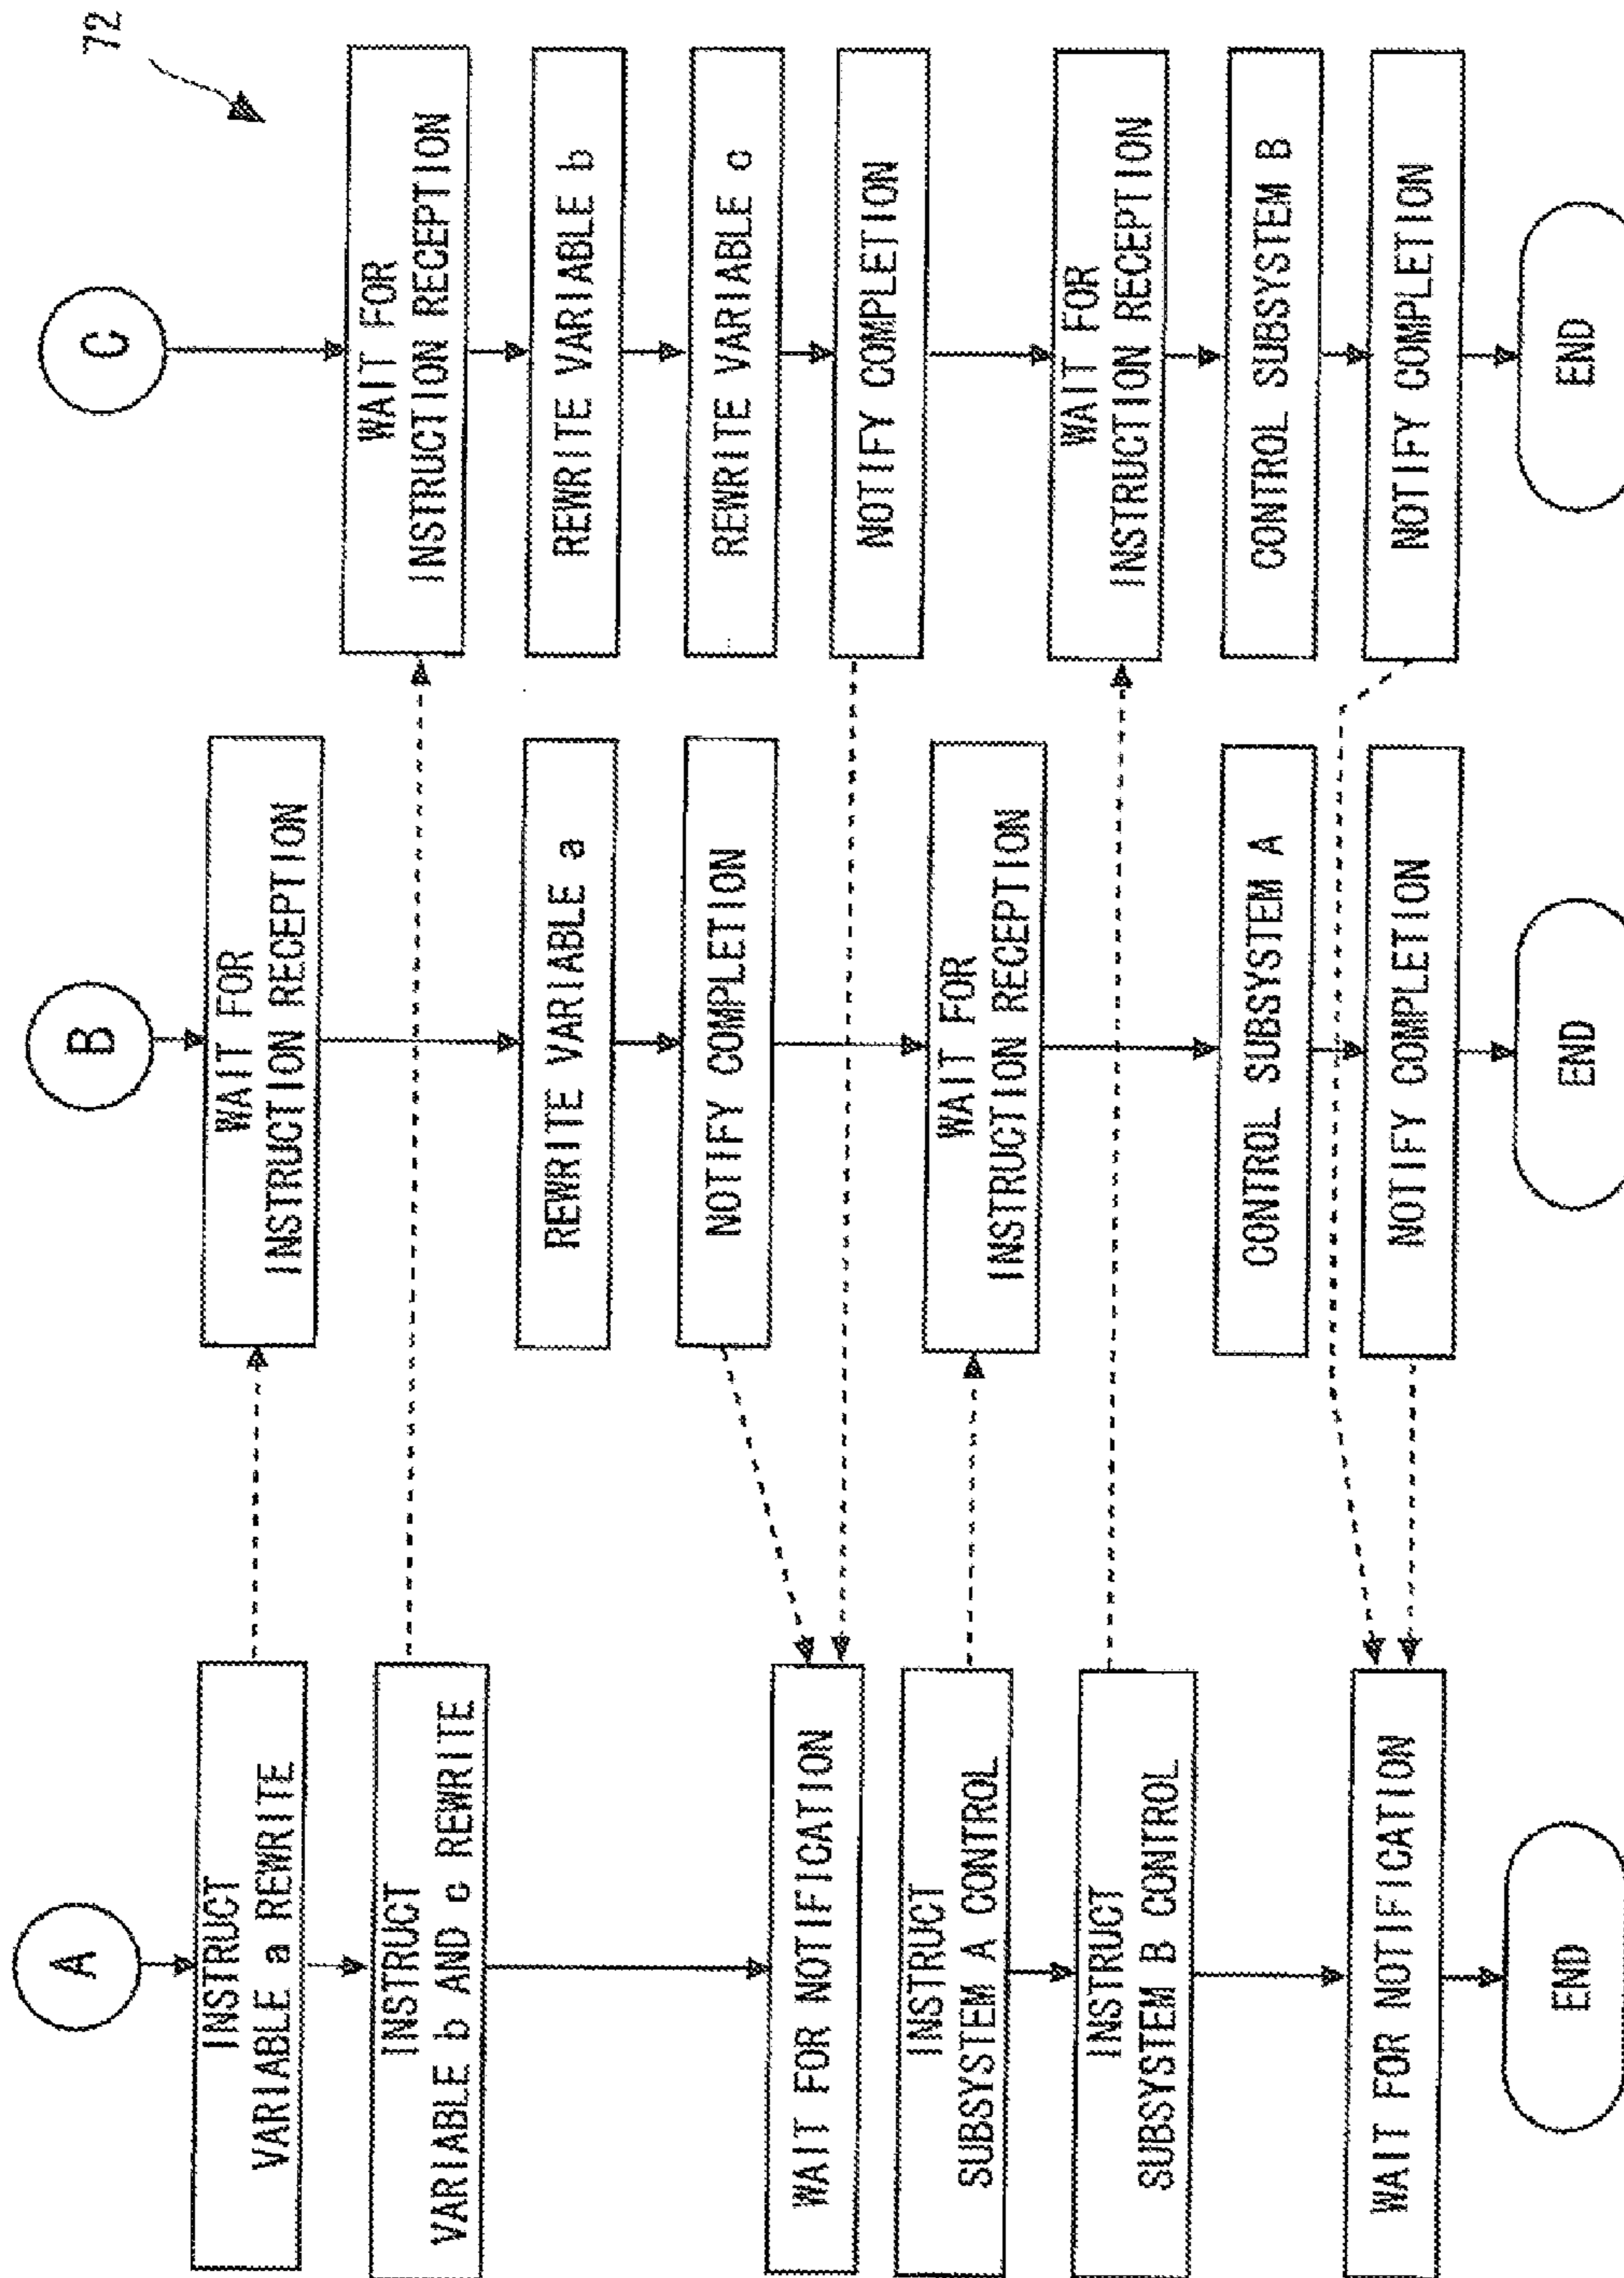 72
A
INSTRUCT
VARIABLE a REWRITE
INSTRUCT
VARIABLE b AND c REWRITE
WAIT FOR NOTIFICATION
INSTRUCT
SUBSYSTEM A CONTROL
INSTRUCT
SUBSYSTEM B CONTROL
WAIT FOR NOTIFICATION
END
B
WAIT FOR
INSTRUCTION RECEPTION
REWRITE VARIABLE a
NOTIFY COMPLETION
WAIT FOR
INSTRUCTION RECEPTION
CONTROL SUBSYSTEM A
NOTIFY COMPLETION
END
C
WAIT FOR
INSTRUCTION RECEPTION
REWRITE VARIABLE b
REWRITE VARIABLE c
NOTIFY COMPLETION
WAIT FOR
INSTRUCTION RECEPTION
CONTROL SUBSYSTEM B
NOTIFY COMPLETION
END